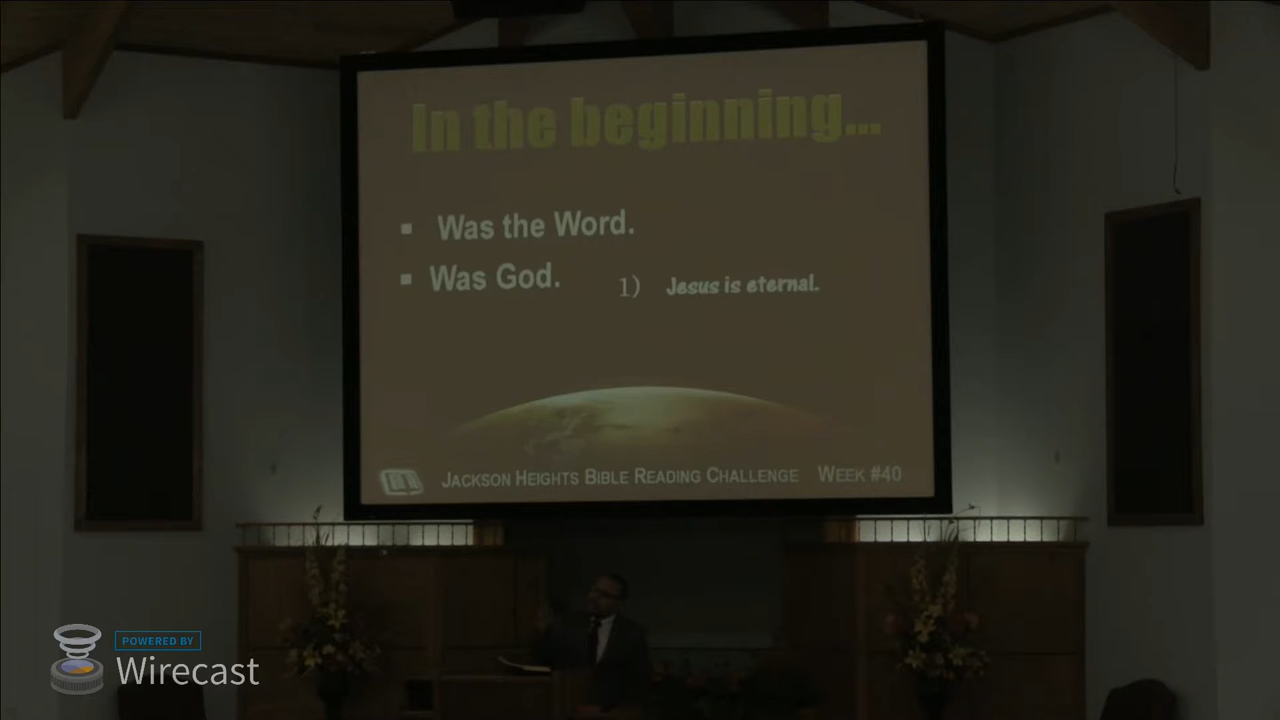 In the beginning...
▪ Was the Word.
▪ Was God.
1) Jesus is eternal.
JACKSON HEIGHTS BIBLE READING CHALLENGE WEEK #40
POWERED BY
Wirecast